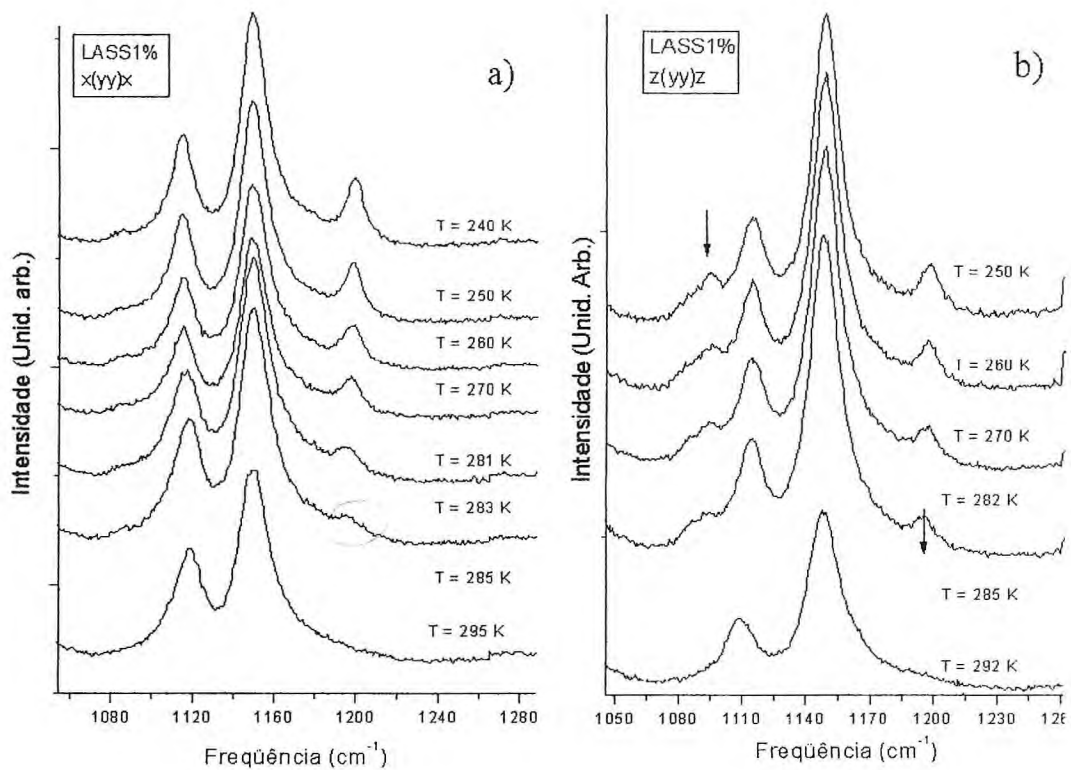 LASS1%
x(yy)x
a)
T = 240 K
T = 250 K
T = 260 K
T = 270 K
T = 281 K
T = 283 K
T = 285 K
T = 295 K
Intensidade (Unid. arb.)
1080 1120 1160 1200 1240 1280
Freqüência (cm⁻¹)
LASS1%
z(yy)z
b)
T = 250 K
T = 260 K
T = 270 K
T = 282 K
T = 285 K
T = 292 K
Intensidade (Unid. Arb.)
1050 1080 1110 1140 1170 1200 1230 126
Freqüência (cm⁻¹)